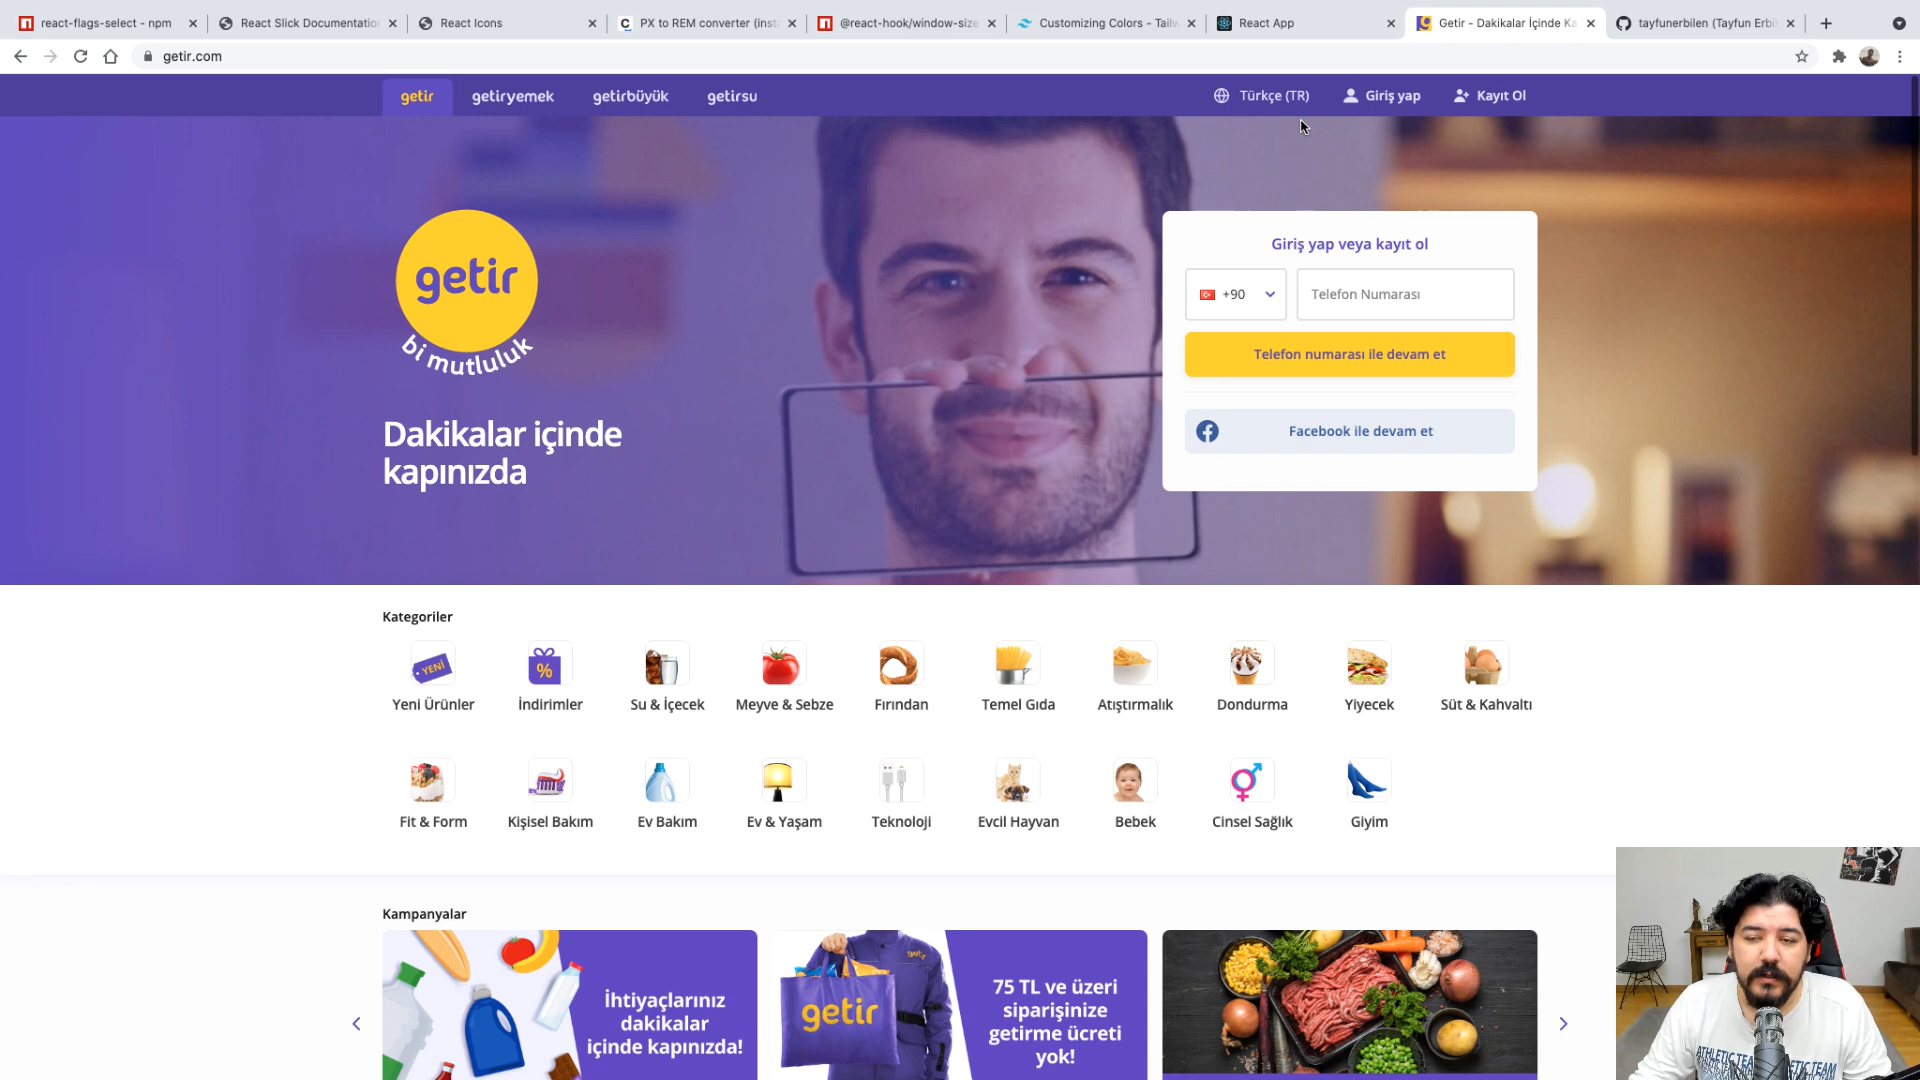 react-flags-select - npm
React Slick Documentatio
React Icons
PX to REM converter (inst
@react-hook/window-size
Customizing Colors - Tailw
React App
Getir - Dakikalar İçinde Ka
tayfunerbilen (Tayfun Erbil
getir.com
getir
getiryemek
getirbüyük
getirsu
Türkçe (TR)
Giriş yap
Kayıt Ol
getir
bi mutluluk
Dakikalar içinde
kapınızda
Giriş yap veya kayıt ol
+90
Telefon Numarası
Telefon numarası ile devam et
Facebook ile devam et
Kategoriler
YENİ
%
Yeni Ürünler
İndirimler
Su & İçecek
Meyve & Sebze
Fırından
Temel Gıda
Atıştırmalık
Dondurma
Yiyecek
Süt & Kahvaltı
Fit & Form
Kişisel Bakım
Ev Bakım
Ev & Yaşam
Teknoloji
Evcil Hayvan
Bebek
Cinsel Sağlık
Giyim
Kampanyalar
İhtiyaçlarınız
dakikalar
içinde kapınızda!
getir
getir
75 TL ve üzeri
siparişinize
getirme ücreti
yok!